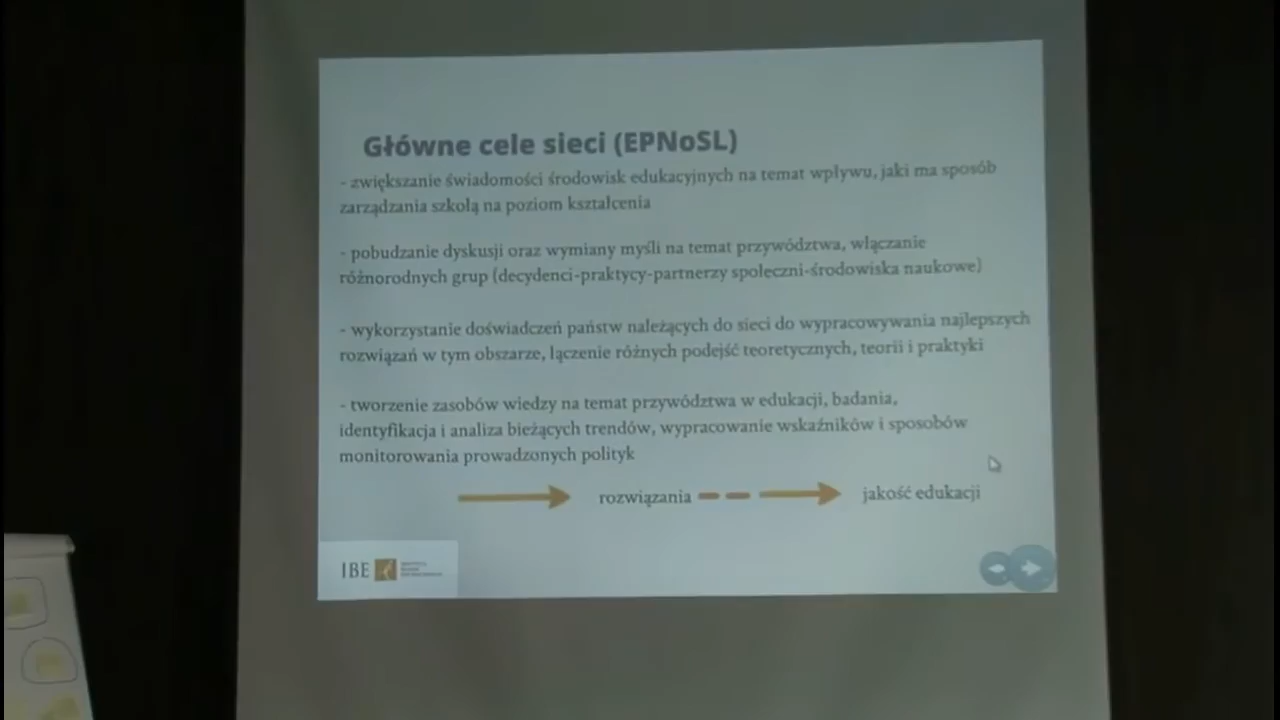 Główne cele sieci (EPNoSL)
- zwiększanie świadomości środowisk edukacyjnych na temat wpływu, jaki ma sposób
zarządzania szkołą na poziom kształcenia
- pobudzanie dyskusji oraz wymiany myśli na temat przywództwa, włączanie
różnorodnych grup (decydenci-praktycy-partnerzy społeczni-środowiska naukowe)
- wykorzystanie doświadczeń państw należących do sieci do wypracowywania najlepszych
rozwiązań w tym obszarze, łączenie różnych podejść teoretycznych, teorii i praktyki
- tworzenie zasobów wiedzy na temat przywództwa w edukacji, badania,
identyfikacja i analiza bieżących trendów, wypracowanie wskaźników i sposobów
monitorowania prowadzonych polityk
rozwiązania jakość edukacji
IBE